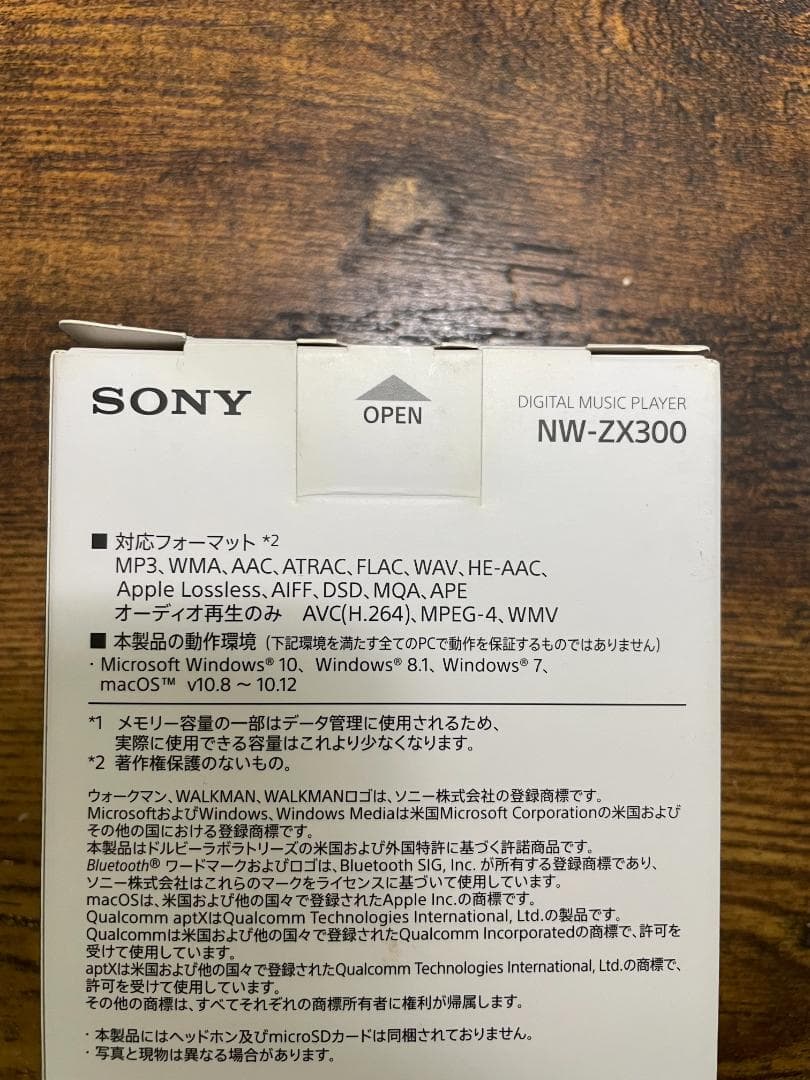 SONY
OPEN
DIGITAL MUSIC PLAYER
NW-ZX300
■ 対応フォーマット *2
MP3、WMA、AAC、ATRAC、FLAC、WAV、HE-AAC、
Apple Lossless、AIFF、DSD、MQA、APE
オーディオ再生のみ AVC(H.264)、MPEG-4、WMV
■ 本製品の動作環境 (下記環境を満たす全てのPCで動作を保証するものではありません)
・Microsoft Windows® 10、 Windows® 8.1、 Windows® 7、
macOS™ v10.8 ~ 10.12
*1 メモリー容量の一部はデータ管理に使用されるため、
実際に使用できる容量はこれより少なくなります。
*2 著作権保護のないもの。
ウォークマン、WALKMAN、WALKMANロゴは、ソニー株式会社の登録商標です。
MicrosoftおよびWindows、Windows Mediaは米国Microsoft Corporationの米国および
その他の国における登録商標です。
本製品はドルビーラボラトリーズの米国および外国特許に基づく許諾商品です。
Bluetooth® ワードマークおよびロゴは、Bluetooth SIG, Inc. が所有する登録商標であり、
ソニー株式会社はこれらのマークをライセンスに基づいて使用しています。
macOSは、米国および他の国々で登録されたApple Inc.の商標です。
Qualcomm aptXはQualcomm Technologies International, Ltd.の製品です。
Qualcommは米国および他の国々で登録されたQualcomm Incorporatedの商標で、許可を
受けて使用しています。
aptXは米国および他の国々で登録されたQualcomm Technologies International, Ltd.の商標で、
許可を受けて使用しています。
その他の商標は、すべてそれぞれの商標所有者に権利が帰属します。
・本製品にはヘッドホン及びmicroSDカードは同梱されておりません。
・写真と現物は異なる場合があります。